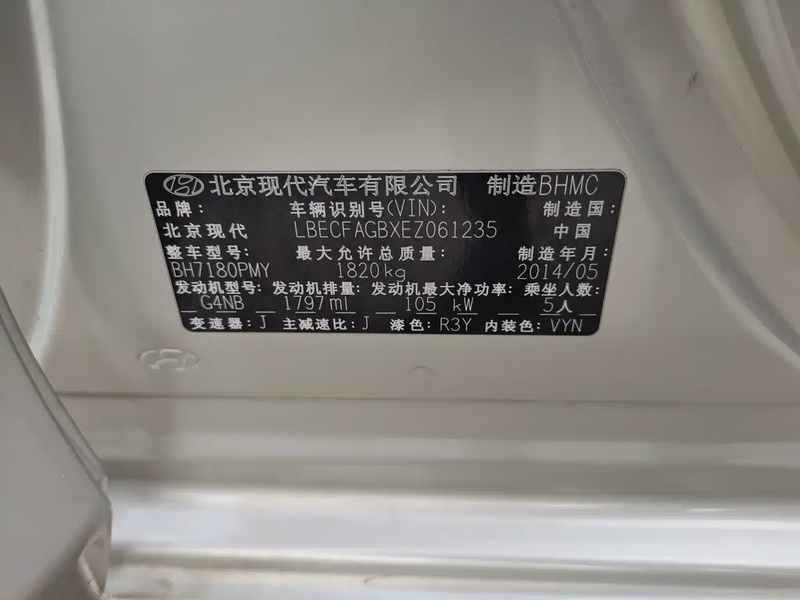 北京现代汽车有限公司 制造BHMC
品牌: 车辆识别号(VIN): 制造国:
北京现代 LBECFAGBXEZ061235 中国
整车型号: 最大允许总质量: 制造年月:
BH7180PMY 1820kg 2014/05
发动机型号: 发动机排量: 发动机最大净功率: 乘坐人数:
G4NB 1797ml 105 kW 5人
变速器: J 主减速比: J 漆色: R3Y 内装色: VYN